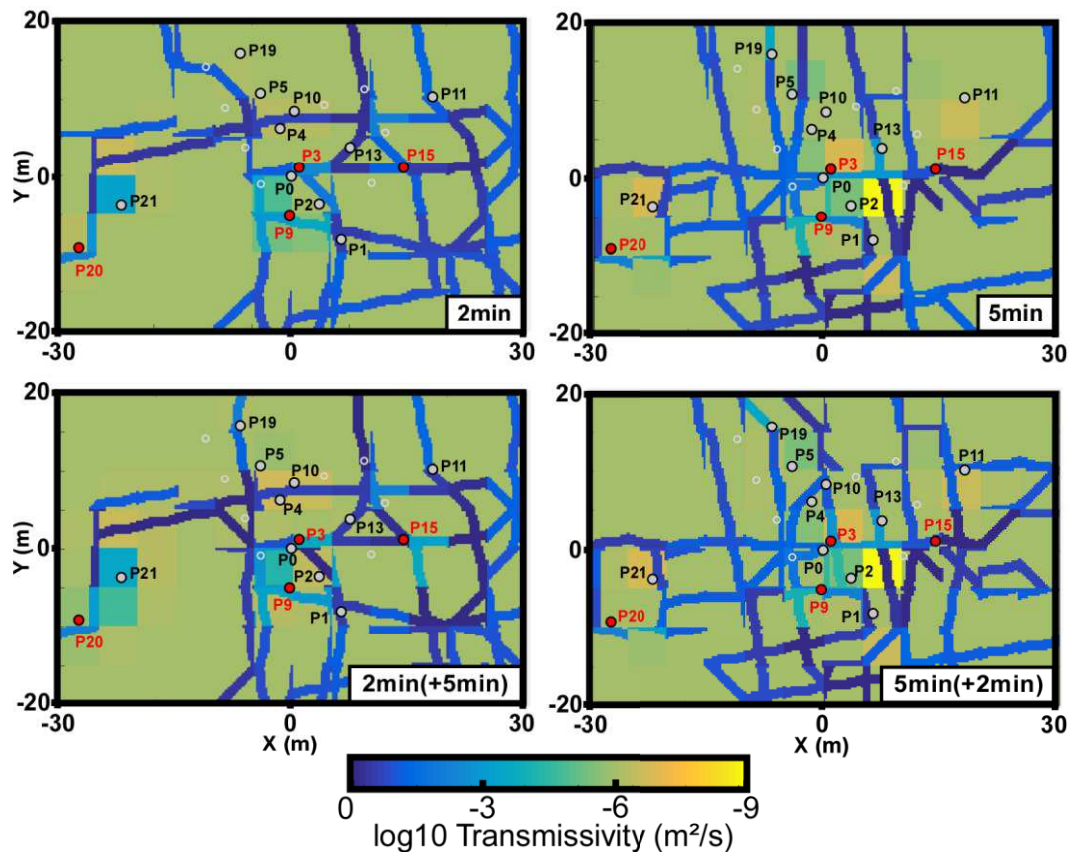 20 20
Y (m) 0 0
-20 -20
-30 0 30 -30 0 30
P19 P5 P10 P11 P4 P3 P13 P15 P0 P21 P2 P9 P1 P20
2min
P19 P5 P10 P11 P4 P13 P3 P15 P0 P21 P2 P9 P1 P20
5min
20 20
Y (m) 0 0
-20 -20
-30 0 30 -30 0 30
P19 P5 P10 P11 P4 P3 P13 P15 P0 P21 P2 P9 P1 P20
2min(+5min)
P19 P5 P11 P10 P4 P13 P3 P15 P0 P21 P2 P9 P1 P20
5min(+2min)
X (m) X (m)
0 -3 -6 -9
log10 Transmissivity (m²/s)